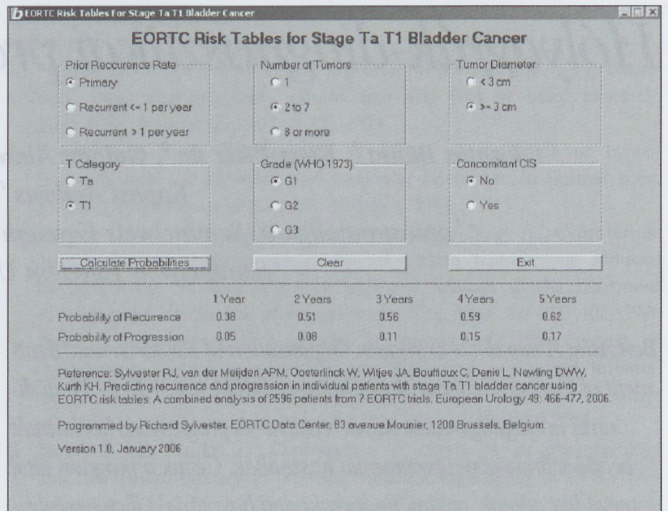 EORTC Risk Tables For Stage Ta T1 Bladder Cancer
EORTC Risk Tables for Stage Ta T1 Bladder Cancer
Prior Reccurence Rate
Primary
Recurrent <= 1 per year
Recurrent > 1 per year
Number of Tumors
1
2 to 7
8 or more
Tumor Diameter
< 3 cm
>= 3 cm
T Category
Ta
T1
Grade (WHO 1973)
G1
G2
G3
Concomitant CIS
No
Yes
Calculate Probabilities
Clear
Exit
1 Year 2 Years 3 Years 4 Years 5 Years
Probability of Recurrence 0.38 0.51 0.56 0.59 0.62
Probability of Progression 0.05 0.08 0.11 0.15 0.17
Reference: Sylvester RJ, van der Meijden APM, Oosterlinck W, Witjes JA, Bouffioux C, Denis L, Newling DWW,
Kurth KH. Predicting recurrence and progression in individual patients with stage Ta T1 bladder cancer using
EORTC risk tables: A combined analysis of 2596 patients from 7 EORTC trials. European Urology 49: 466-477, 2006.
Programmed by Richard Sylvester, EORTC Data Center, 83 avenue Mounier, 1200 Brussels, Belgium.
Version 1.0, January 2006